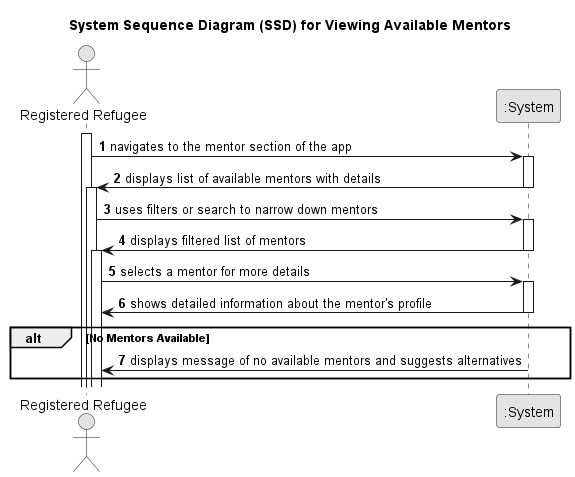 System Sequence Diagram (SSD) for Viewing Available Mentors
Registered Refugee
:System
1 navigates to the mentor section of the app
2 displays list of available mentors with details
3 uses filters or search to narrow down mentors
4 displays filtered list of mentors
5 selects a mentor for more details
6 shows detailed information about the mentor's profile
alt [No Mentors Available]
7 displays message of no available mentors and suggests alternatives
Registered Refugee
:System